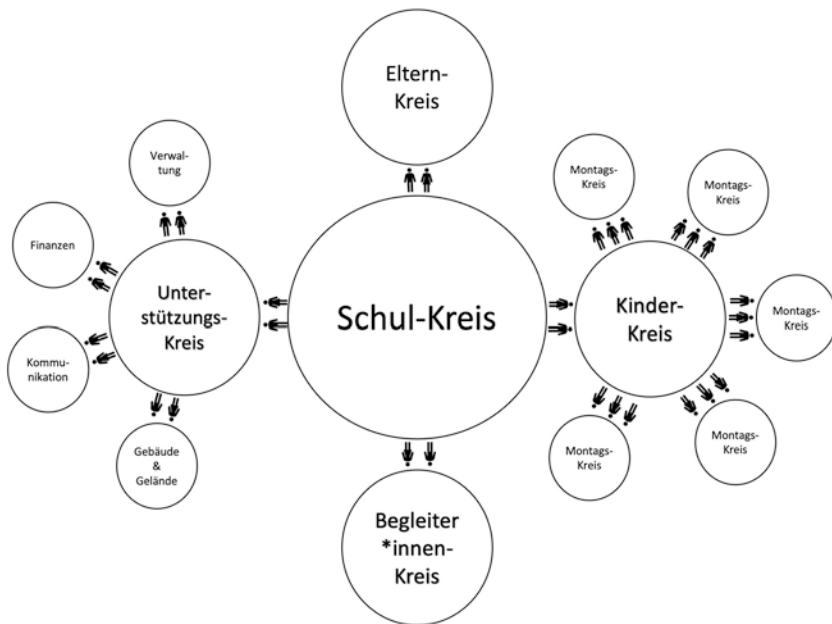 Eltern-
Kreis
Verwal-
tung
Montags-
Kreis
Montags-
Kreis
Finanzen
Unter-
stützungs-
Kreis
Schul-Kreis
Kinder-
Kreis
Montags-
Kreis
Kommu-
nikation
Gebäude
&
Gelände
Montags-
Kreis
Montags-
Kreis
Begleiter
*innen-
Kreis